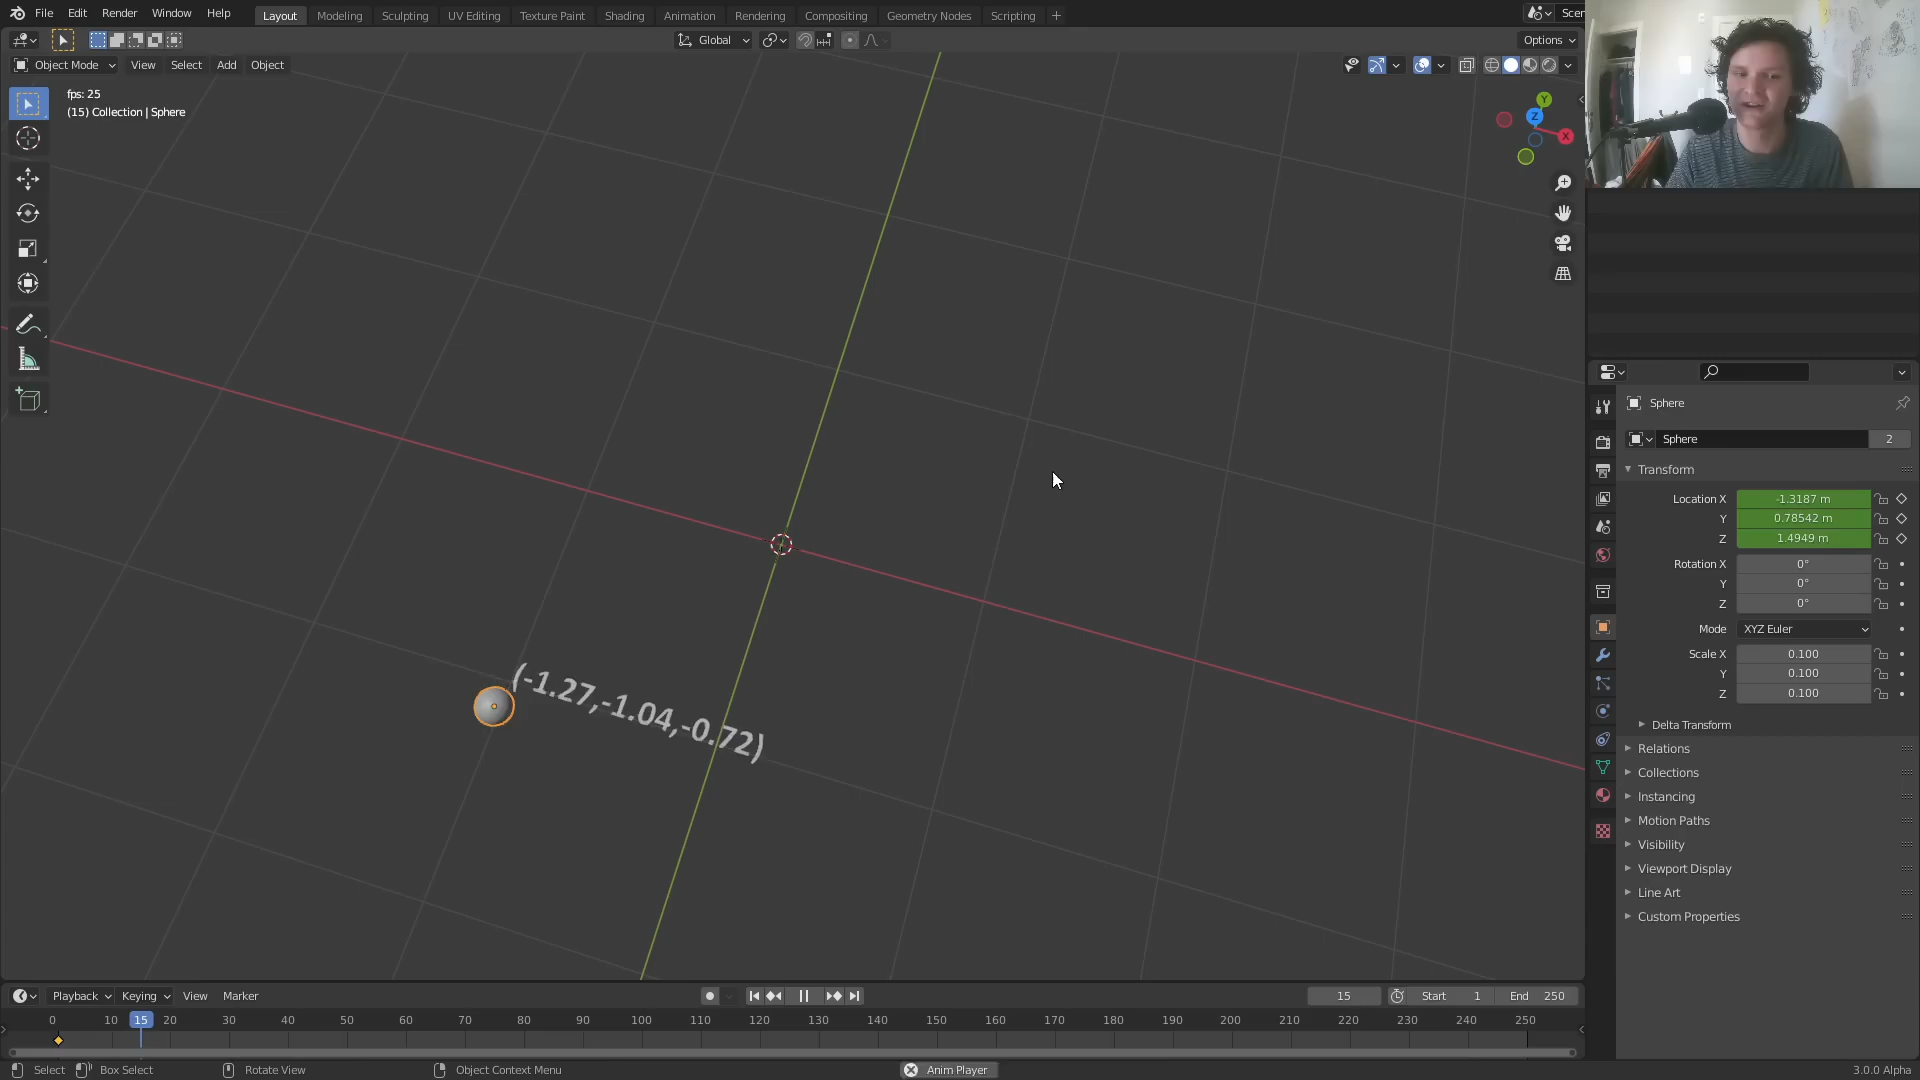 File Edit Render Window Help Layout Modeling Sculpting UV Editing Texture Paint Shading Animation Rendering Compositing Geometry Nodes Scripting + Scen
Global Options
Object Mode View Select Add Object
fps: 25
(15) Collection | Sphere
Y
Z
X
(-1.27,-1.04,-0.72)
Sphere
Sphere 2
Transform
Location X -1.3187 m
Y 0.78542 m
Z 1.4949 m
Rotation X 0°
Y 0°
Z 0°
Mode XYZ Euler
Scale X 0.100
Y 0.100
Z 0.100
Delta Transform
Relations
Collections
Instancing
Motion Paths
Visibility
Viewport Display
Line Art
Custom Properties
Playback Keying View Marker 15 Start 1 End 250
0 10 15 20 30 40 50 60 70 80 90 100 110 120 130 140 150 160 170 180 190 200 210 220 230 240 250
Select Box Select Rotate View Object Context Menu Anim Player 3.0.0 Alpha